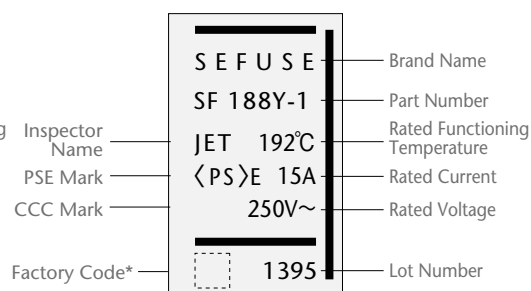 SEFUSE
Brand Name
SF 188Y-1
Part Number
g
Inspector
Name
JET 192℃
Rated Functioning
Temperature
PSE Mark
〈PS〉E 15A
Rated Current
CCC Mark
250V~
Rated Voltage
Factory Code*
1395
Lot Number